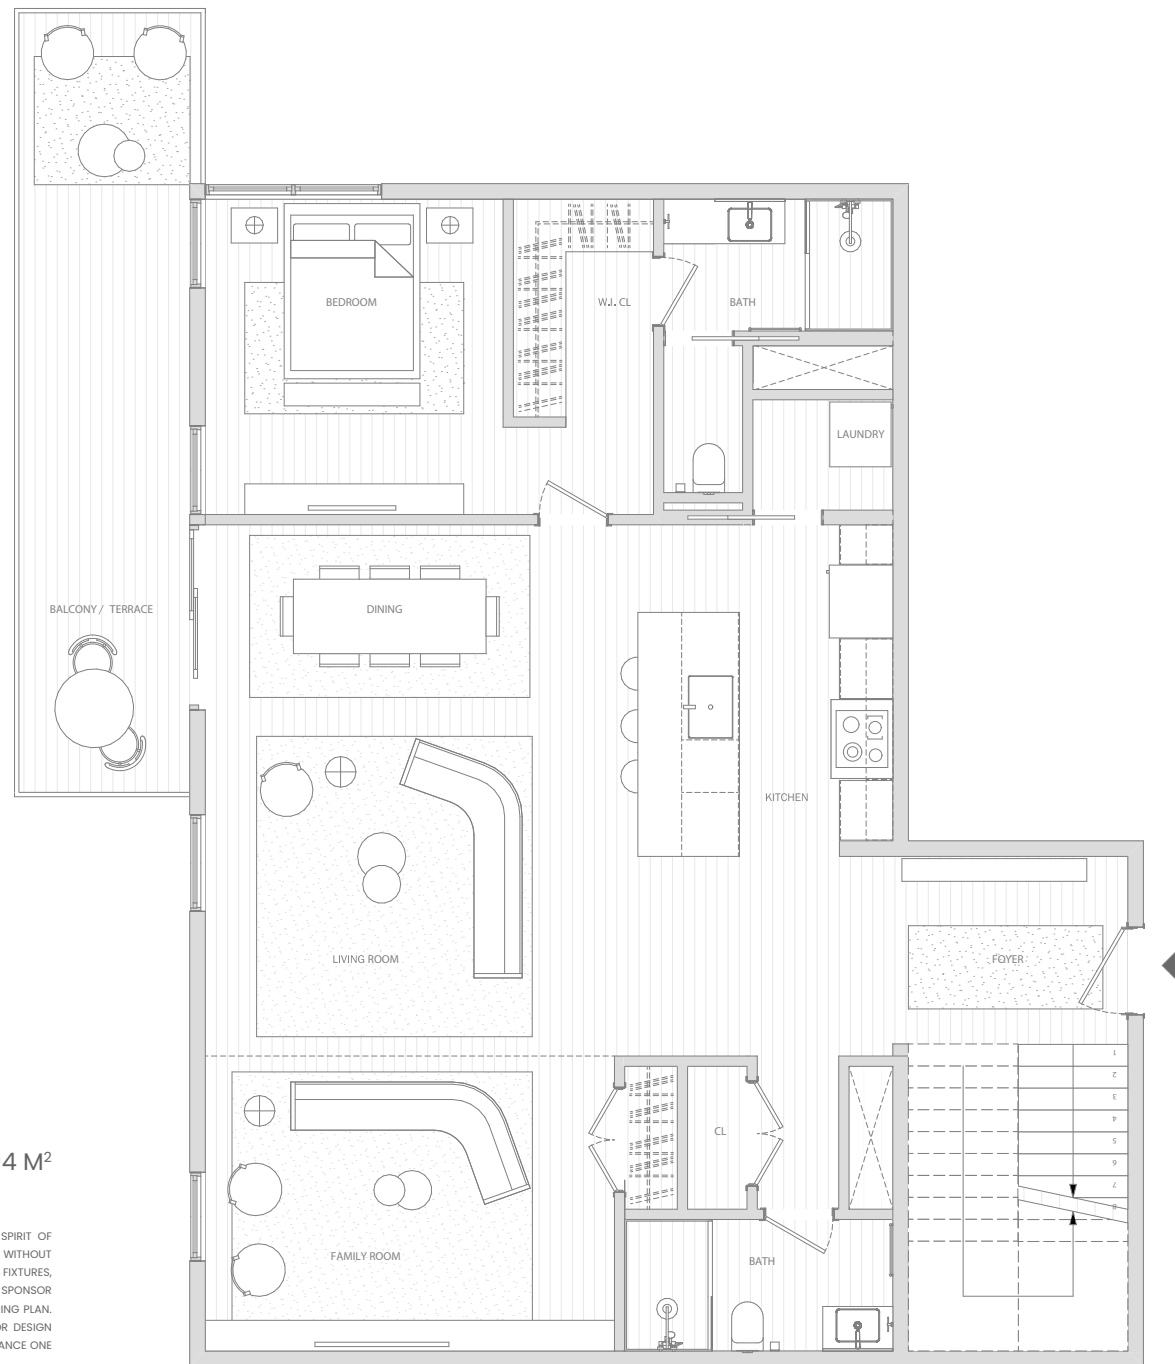 BEDROOM
W.I. CL
BATH
LAUNDRY
BALCONY / TERRACE
DINING
KITCHEN
LIVING ROOM
FOYER
1
2
3
4
5
6
7
8
CL
FAMILY ROOM
BATH
4 M²
SPIRIT OF
WITHOUT
FIXTURES,
SPONSOR
ING PLAN.
OR DESIGN
ANCE ONE